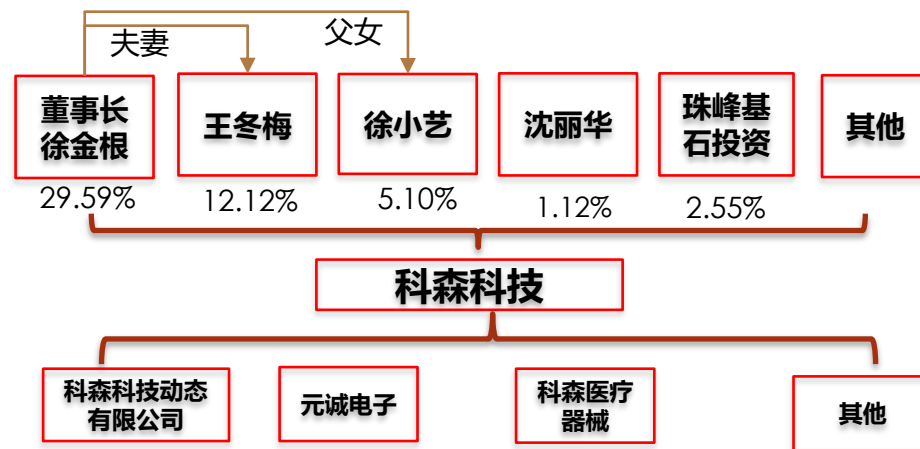 夫妻
父女
董事长
徐金根
王冬梅
徐小艺
沈丽华
珠峰基
石投资
其他
29.59%
12.12%
5.10%
1.12%
2.55%
科森科技
科森科技动态
有限公司
元诚电子
科森医疗
器械
其他